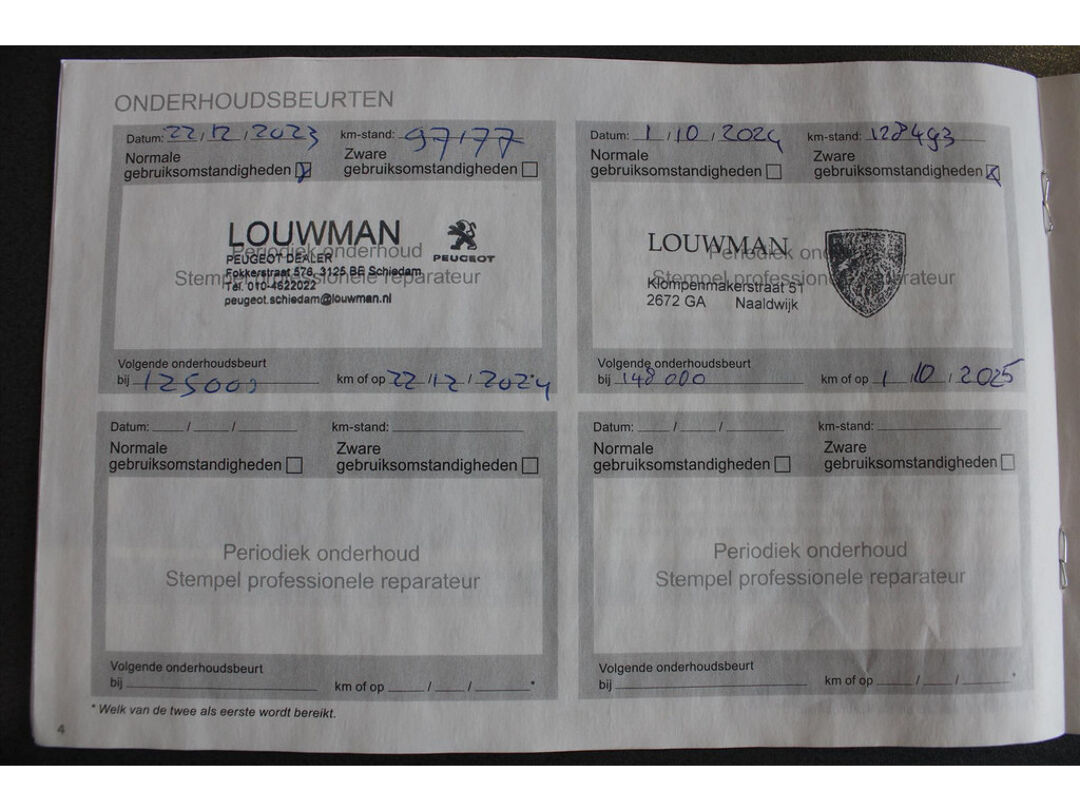 ONDERHOUDSBEURTEN
Datum: 22/12/2023 km-stand: 97177
Normale gebruiksomstandigheden Zware gebruiksomstandigheden
LOUWMAN
PEUGEOT DEALER
Fokkerstraat 576, 3125 BE Schiedam
Tel. 010-4622022
peugeot.schiedam@louwman.nl
PEUGEOT
Periodiek onderhoud
Stempel professionele reparateur
Volgende onderhoudsbeurt
bij 125000 km of op 22/12/2024
Datum: 1/10/2024 km-stand: 128493
Normale gebruiksomstandigheden Zware gebruiksomstandigheden
LOUWMAN
Klompenmakerstraat 51
2672 GA Naaldwijk
Periodiek onderhoud
Stempel professionele reparateur
Volgende onderhoudsbeurt
bij 148000 km of op 1/10/2025
Datum: / / km-stand:
Normale gebruiksomstandigheden Zware gebruiksomstandigheden
Periodiek onderhoud
Stempel professionele reparateur
Volgende onderhoudsbeurt
bij km of op / / *
Datum: / / km-stand:
Normale gebruiksomstandigheden Zware gebruiksomstandigheden
Periodiek onderhoud
Stempel professionele reparateur
Volgende onderhoudsbeurt
bij km of op / / *
* Welk van de twee als eerste wordt bereikt.
4